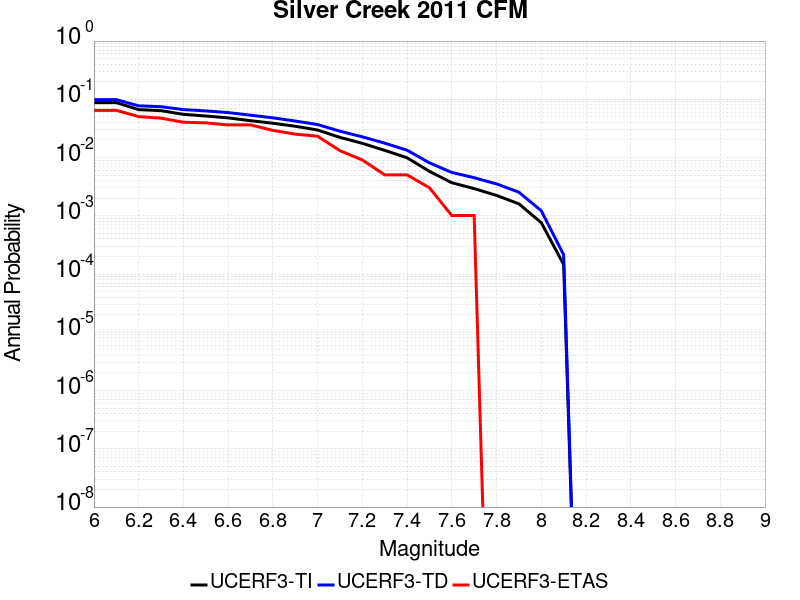 Silver Creek 2011 CFM
10^0
10^-1
10^-2
10^-3
10^-4
10^-5
10^-6
10^-7
10^-8
Annual Probability
6 6.2 6.4 6.6 6.8 7 7.2 7.4 7.6 7.8 8 8.2 8.4 8.6 8.8 9
Magnitude
UCERF3-TI UCERF3-TD UCERF3-ETAS